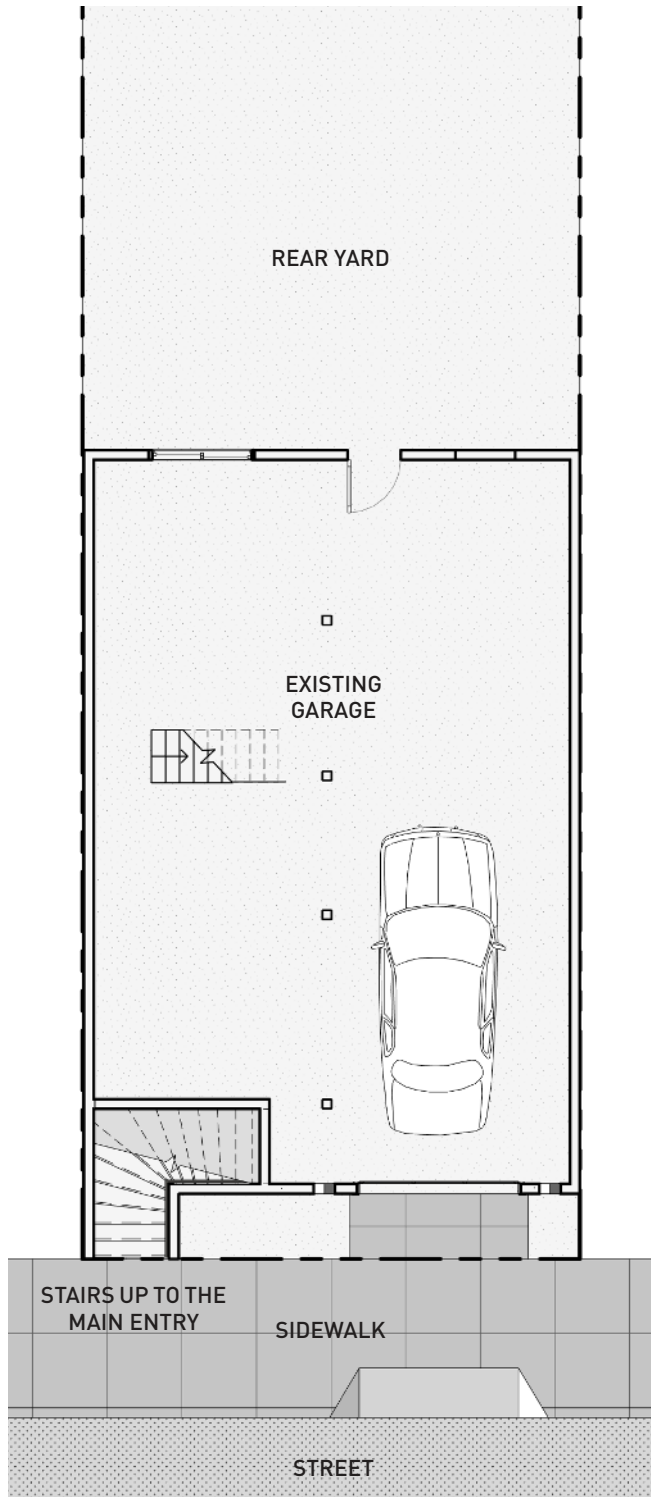 REAR YARD
EXISTING
GARAGE
STAIRS UP TO THE
MAIN ENTRY
SIDEWALK
STREET